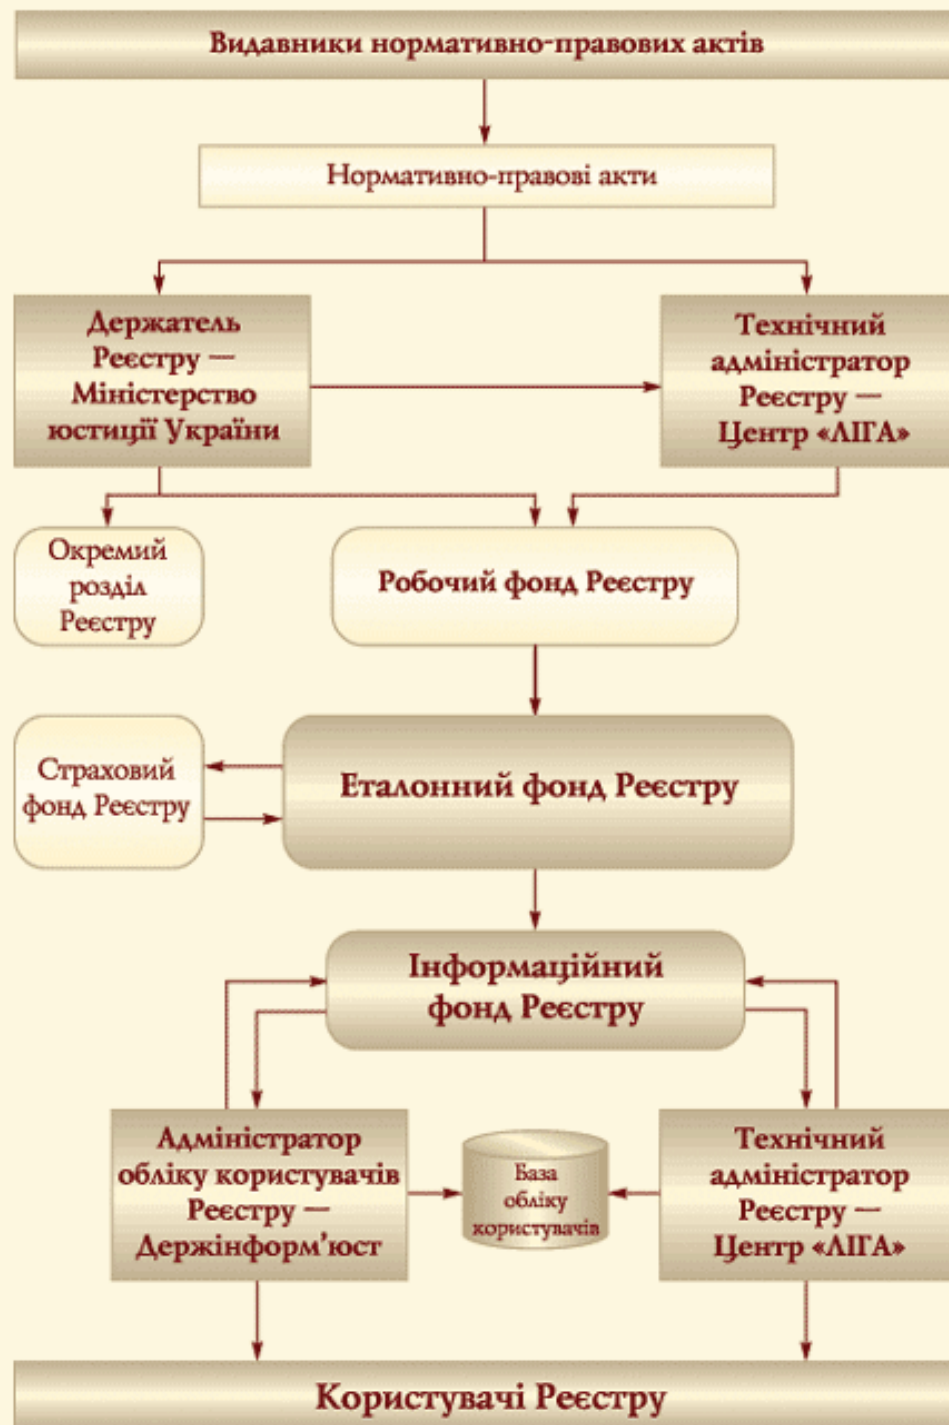 Видавники нормативно-правових актів
Нормативно-правові акти
Держатель
Реєстру —
Міністерство
юстиції України
Технічний
адміністратор
Реєстру —
Центр «ЛІГА»
Окремий
розділ
Реєстру
Робочий фонд Реєстру
Страховий
фонд Реєстру
Еталонний фонд Реєстру
Інформаційний
фонд Реєстру
Адміністратор
обліку користувачів
Реєстру —
Держінформ’юст
База
обліку
користувачів
Технічний
адміністратор
Реєстру —
Центр «ЛІГА»
Користувачі Реєстру